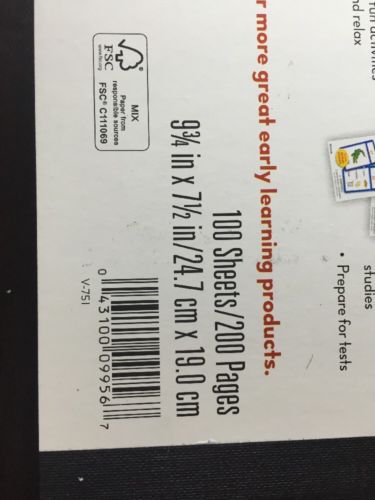 fun activities
nd relax
studies
• Prepare for tests
r more great early learning products.
100 Sheets/200 Pages
9¾ in x 7½ in/24.7 cm x 19.0 cm
FSC
www.fsc.org
MIX
Paper from
responsible sources
FSC® C111069
V-751
0 43100 09956 7